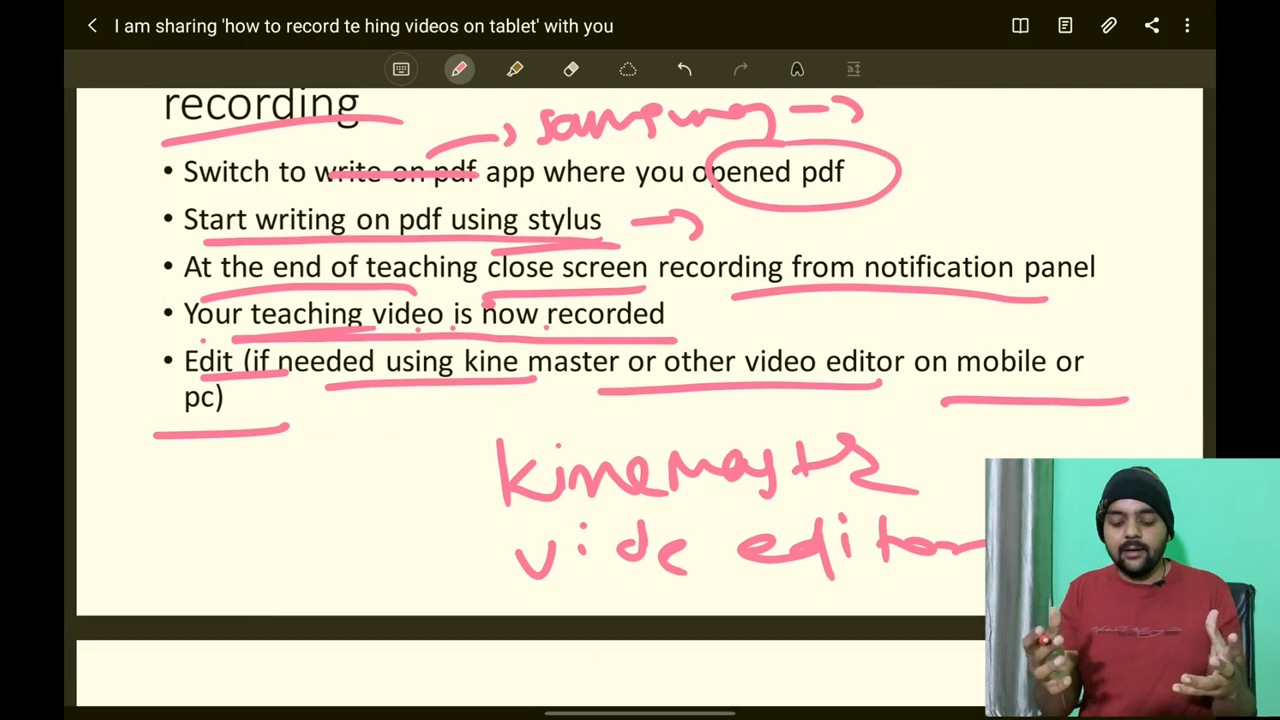 I am sharing 'how to record te hing videos on tablet' with you
recording
samsung
• Switch to write on pdf app where you opened pdf
• Start writing on pdf using stylus
• At the end of teaching close screen recording from notification panel
• Your teaching video is now recorded
• Edit (if needed using kine master or other video editor on mobile or
pc)
kinemaster
vide editor